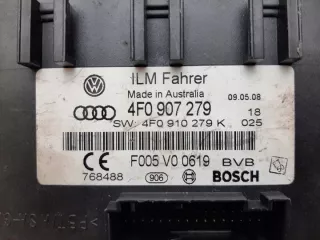 ILM Fahrer
Made in Australia
09.05.08
4F0 907 279
18
SW: 4F0 910 279 K
025
F005 V0 0619
BVB
768488
906
BOSCH